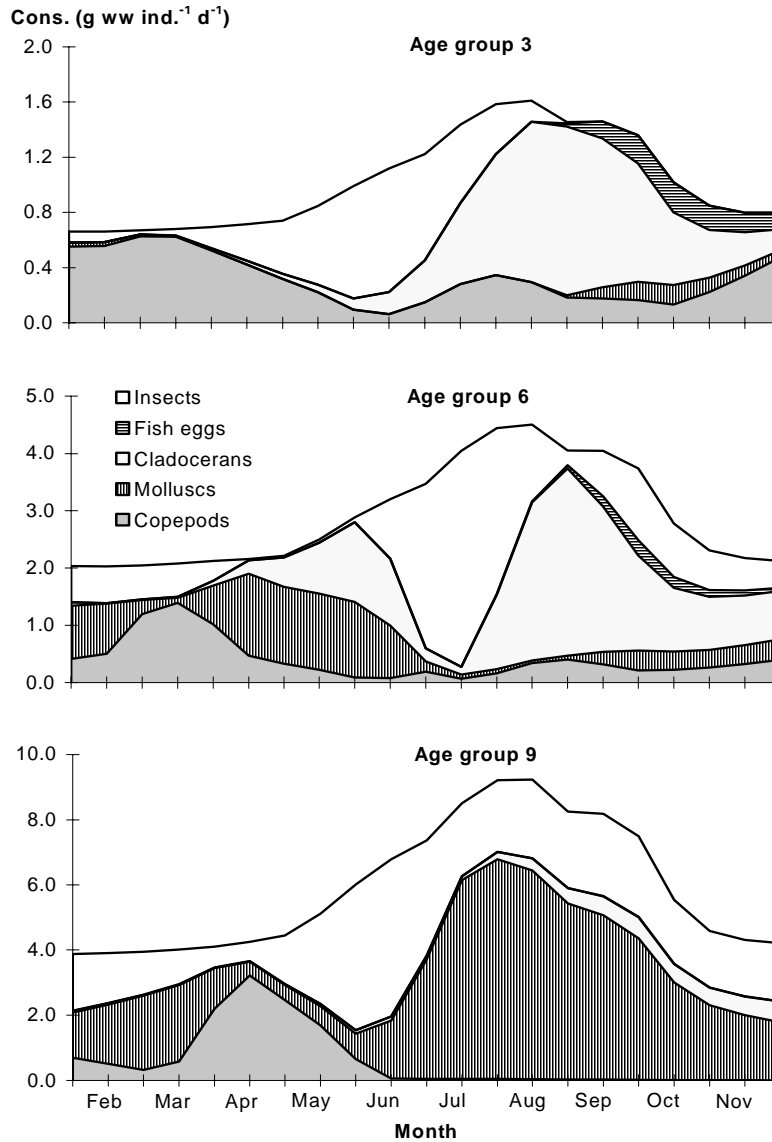 Cons. (g ww ind.⁻¹ d⁻¹)
Age group 3
2.0
1.6
1.2
0.8
0.4
0.0
Age group 6
5.0
4.0
3.0
2.0
1.0
0.0
Insects
Fish eggs
Cladocerans
Molluscs
Copepods
Age group 9
10.0
8.0
6.0
4.0
2.0
0.0
Feb Mar Apr May Jun Jul Aug Sep Oct Nov
Month